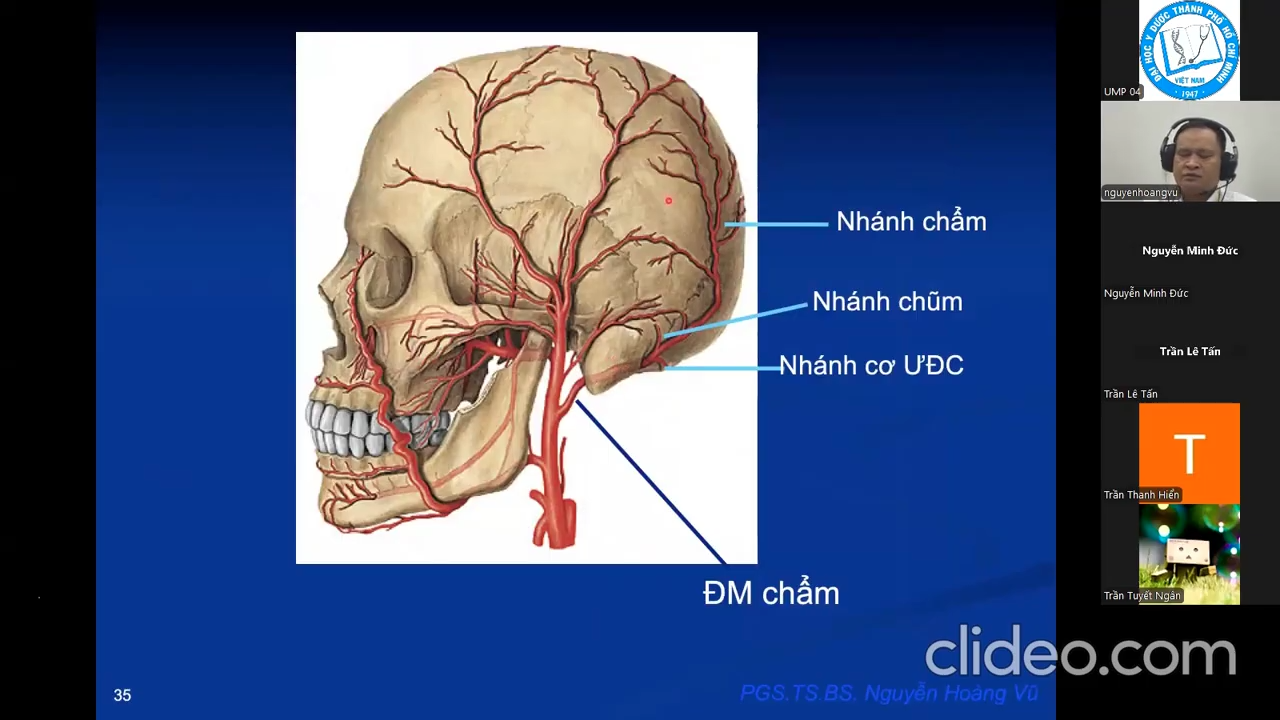 Nhánh chẩm
Nhánh chũm
Nhánh cơ ƯĐC
ĐM chẩm
35
PGS.TS.BS. Nguyễn Hoàng Vũ
clideo.com
ĐẠI HỌC Y DƯỢC THÀNH PHỐ HỒ CHÍ MINH
VIỆT NAM
1947
UMP 04
nguyenhoangvu
Nguyễn Minh Đức
Nguyễn Minh Đức
Trần Lê Tấn
Trần Lê Tấn
T
Trần Thanh Hiển
Trần Tuyết Ngân